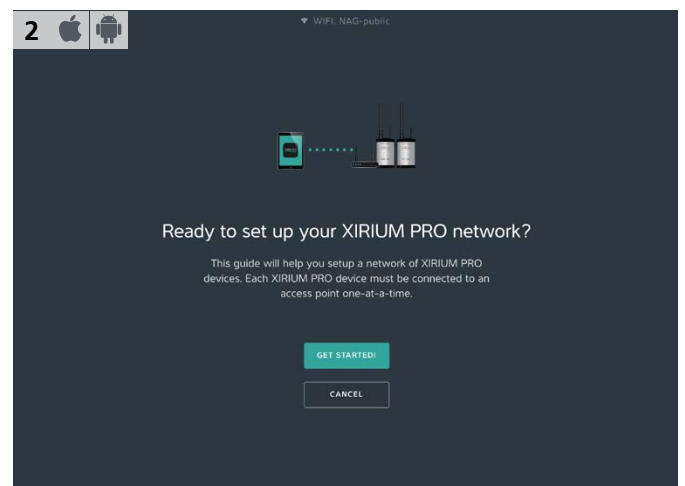 2
WIFI: NAG-public
Ready to set up your XIRIUM PRO network?
This guide will help you setup a network of XIRIUM PRO
devices. Each XIRIUM PRO device must be connected to an
access point one-at-a-time.
GET STARTED!
CANCEL